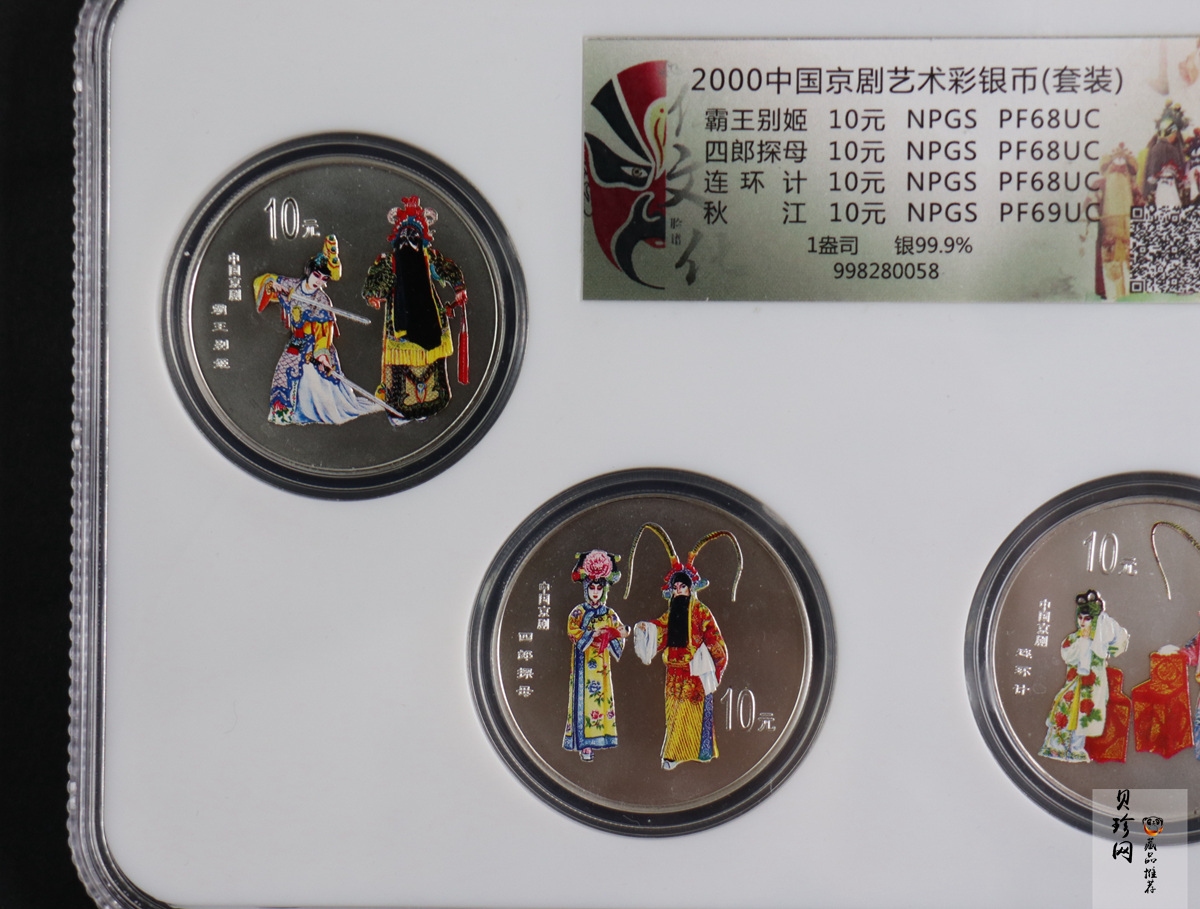 2000中国京剧艺术彩银币(套装)
霸王别姬 10元 NPGS PF68UC
四郎探母 10元 NPGS PF68UC
连环计 10元 NPGS PF68UC
秋江 10元 NPGS PF69UC
1盎司 银99.9%
998280058
脸谱
10元
中国京剧
霸王别姬
中国京剧
四郎探母
10元
10元
中国京剧
连环计
贝珍网
藏品推荐